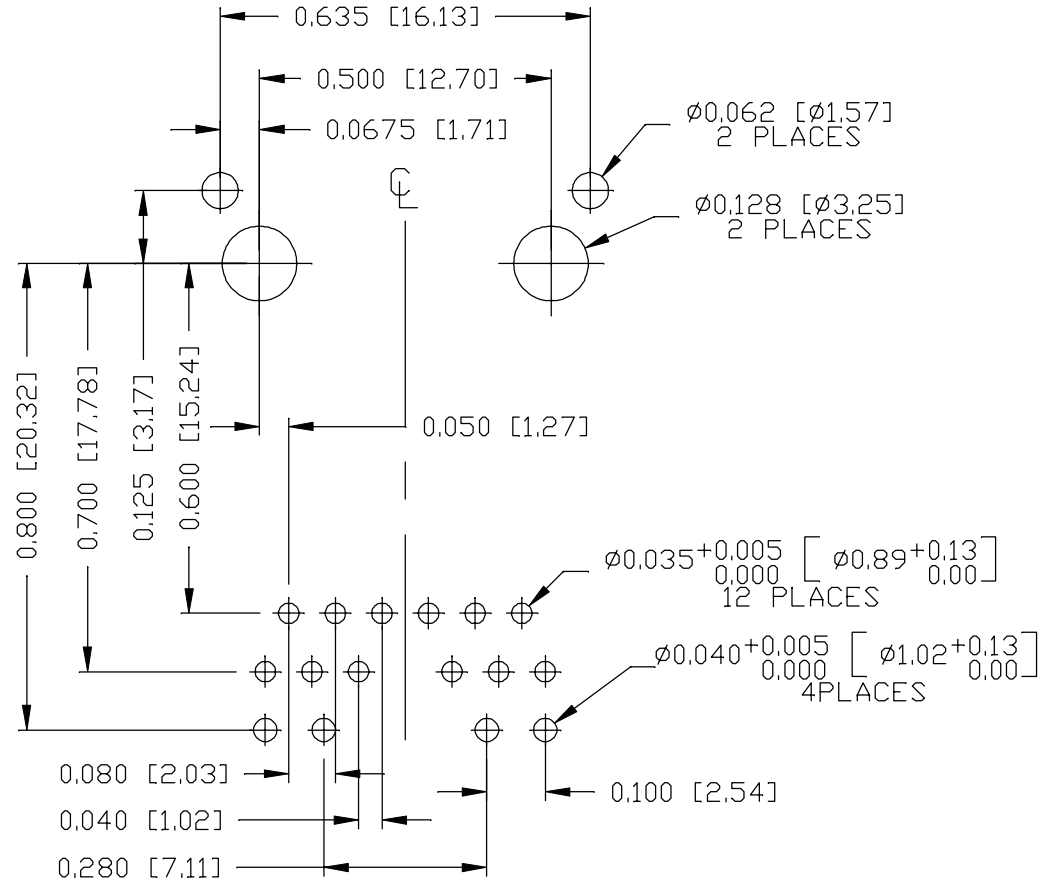 0.635 [16.13]
0.500 [12.70]
0.0675 [1.71]
Ø0.062 [Ø1.57]
2 PLACES
CL
Ø0.128 [Ø3.25]
2 PLACES
0.800 [20.32]
0.700 [17.78]
0.125 [3.17]
0.600 [15.24]
0.050 [1.27]
Ø0.035+0.005 [Ø0.89+0.13]
0.000 0.00
12 PLACES
Ø0.040+0.005 [Ø1.02+0.13]
0.000 0.00
4PLACES
0.080 [2.03]
0.100 [2.54]
0.040 [1.02]
0.280 [7.11]